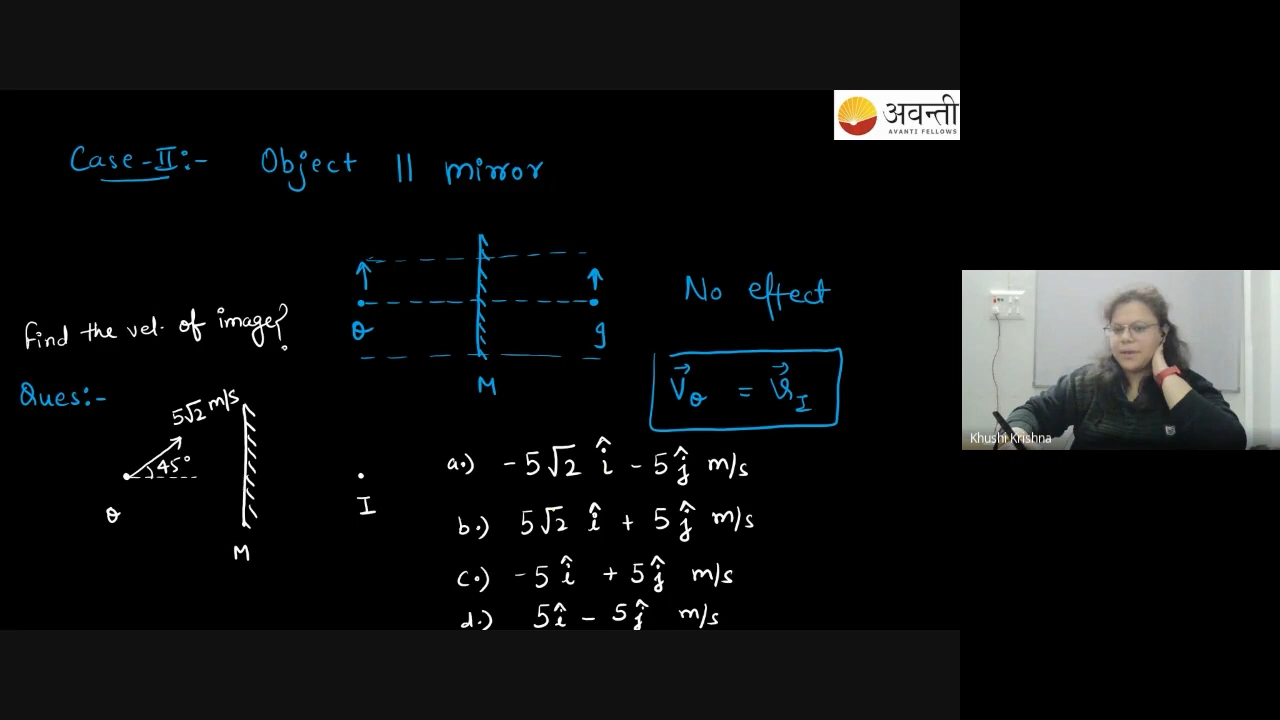 अवन्ती
AVANTI FELLOWS
Case-II:- Object || mirror
No effect
O
I
M
V⃗O = V⃗I
Find the vel. of image?
Ques:-
5√2 m/s
45°
O
M
I
a.) -5√2 î - 5ĵ m/s
b.) 5√2 î + 5ĵ m/s
c.) -5î + 5ĵ m/s
d.) 5î - 5ĵ m/s
Khushi Krishna